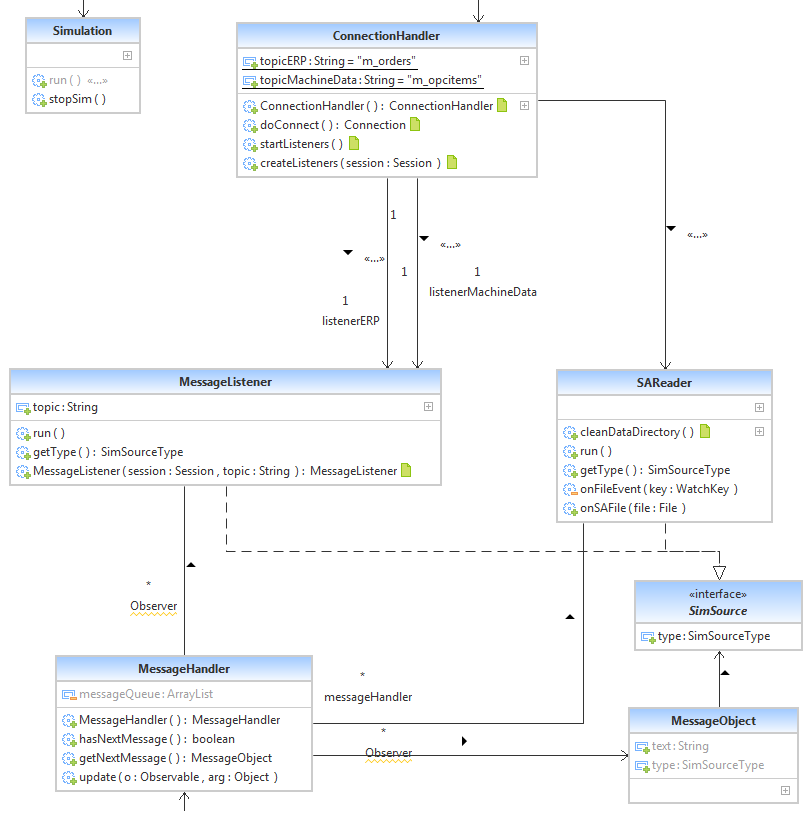 Simulation
run ( ) «...»
stopSim ( )
ConnectionHandler
topicERP : String = "m_orders"
topicMachineData : String = "m_opcitems"
ConnectionHandler ( ) : ConnectionHandler
doConnect ( ) : Connection
startListeners ( )
createListeners ( session : Session )
1
«...»
«...»
«...»
1
1
listenerMachineData
1
listenerERP
MessageListener
topic : String
run ( )
getType ( ) : SimSourceType
MessageListener ( session : Session , topic : String ) : MessageListener
SAReader
cleanDataDirectory ( )
run ( )
getType ( ) : SimSourceType
onFileEvent ( key : WatchKey )
onSAFile ( file : File )
*
Observer
«interface»
SimSource
type : SimSourceType
MessageHandler
messageQueue : ArrayList
MessageHandler ( ) : MessageHandler
hasNextMessage ( ) : boolean
getNextMessage ( ) : MessageObject
update ( o : Observable , arg : Object )
*
messageHandler
*
Observer
MessageObject
text : String
type : SimSourceType